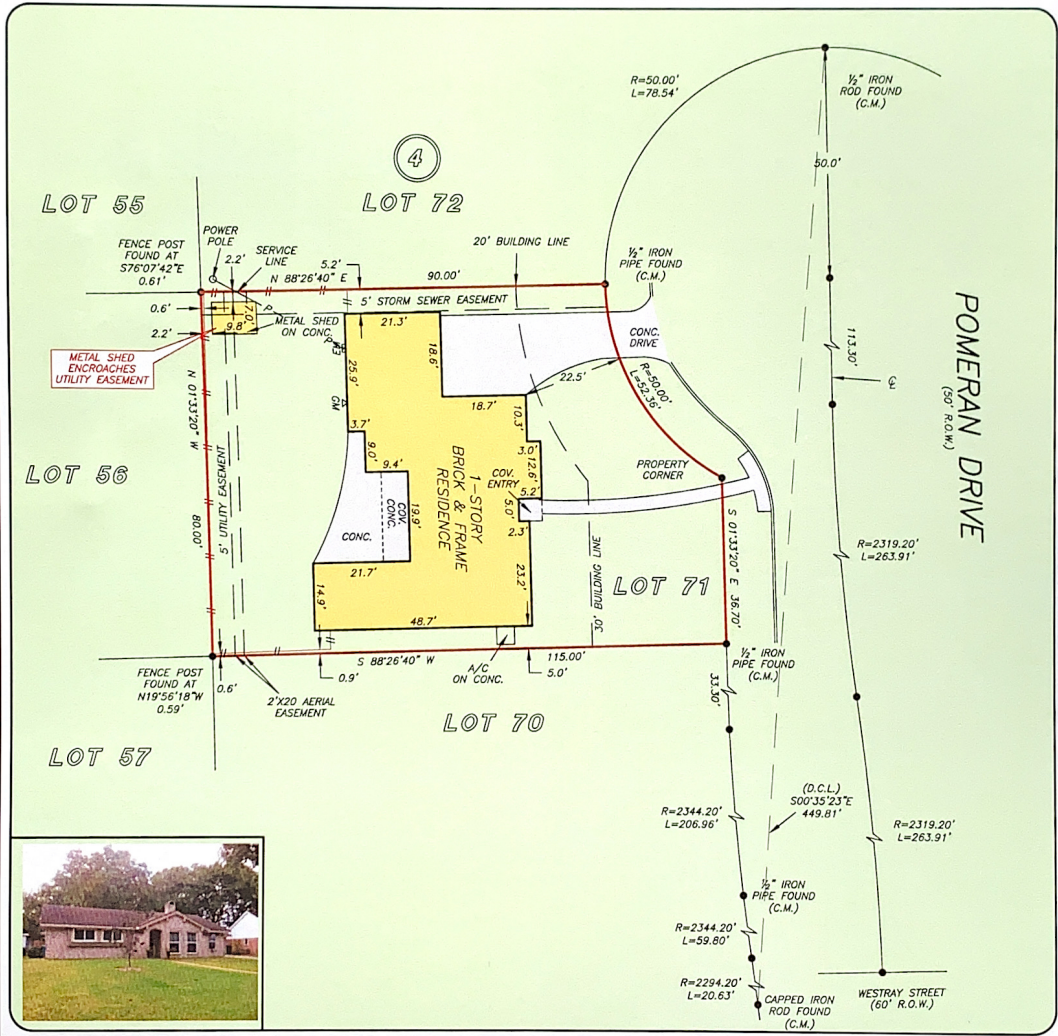 R=50.00'
L=78.54'
½" IRON
ROD FOUND
(C.M.)
4
50.0'
LOT 55
LOT 72
POWER
POLE
FENCE POST
FOUND AT
S76°07'42"E
0.61'
2.2'
SERVICE
LINE
5.2'
20' BUILDING LINE
½" IRON
PIPE FOUND
(C.M.)
N 88°26'40" E
90.00'
5' STORM SEWER EASEMENT
0.6'
7.0'
P
9.8'
METAL SHED
ON CONC.
2.2'
21.3'
CONC.
DRIVE
METAL SHED
ENCROACHES
UTILITY EASEMENT
18.6'
25.9'
22.5'
R=50.00'
L=52.36'
113.30'
POMERAN DRIVE
(50' R.O.W.)
N 01°33'20" W
80.00'
GM
18.7'
10.3'
3.7'
9.0'
9.4'
3.0'
12.6'
COV.
ENTRY
PROPERTY
CORNER
LOT 56
5' UTILITY EASEMENT
1-STORY
BRICK & FRAME
RESIDENCE
5.2'
5.0'
2.3'
COV.
CONC.
19.9'
CONC.
S 01°33'20" E 36.70'
R=2319.20'
L=263.91'
21.7'
23.2'
30' BUILDING LINE
LOT 71
14.9'
48.7'
S 88°26'40" W
A/C
ON CONC.
115.00'
5.0'
½" IRON
PIPE FOUND
(C.M.)
FENCE POST
FOUND AT
N19°56'18"W
0.59'
0.6'
0.9'
2'X20 AERIAL
EASEMENT
33.30'
LOT 70
LOT 57
(D.C.L.)
S00°35'23"E
449.81'
R=2344.20'
L=206.96'
R=2319.20'
L=263.91'
½" IRON
PIPE FOUND
(C.M.)
R=2344.20'
L=59.80'
R=2294.20'
L=20.63'
CAPPED IRON
ROD FOUND
(C.M.)
WESTRAY STREET
(60' R.O.W.)